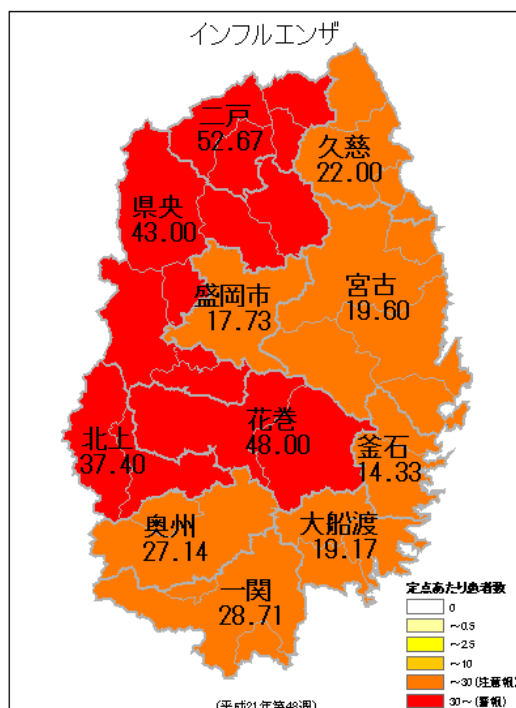 インフルエンザ
二戸
52.67
久慈
22.00
県央
43.00
盛岡市
17.73
宮古
19.60
花巻
48.00
北上
37.40
釜石
14.33
奥州
27.14
大船渡
19.17
一関
28.71
定点あたり患者数
0
～0.5
～2.5
～10
～30(注意報)
30～(警報)
(平成21年第48週)